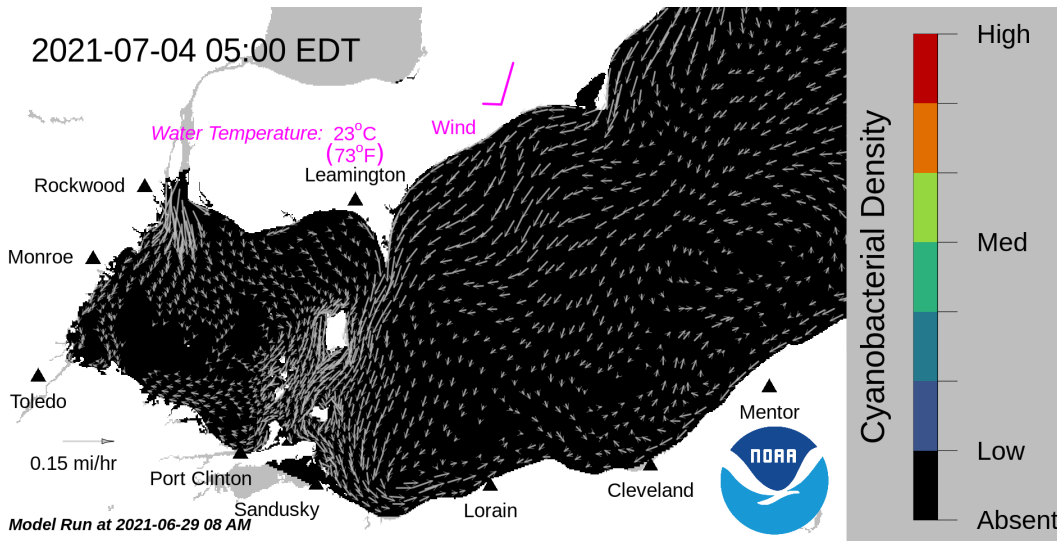 2021-07-04 05:00 EDT
Water Temperature: 23°C
(73°F)
Wind
Leamington
Rockwood
Monroe
Toledo
0.15 mi/hr
Port Clinton
Sandusky
Lorain
Cleveland
Mentor
NOAA
Model Run at 2021-06-29 08 AM
Cyanobacterial Density
High
Med
Low
Absent